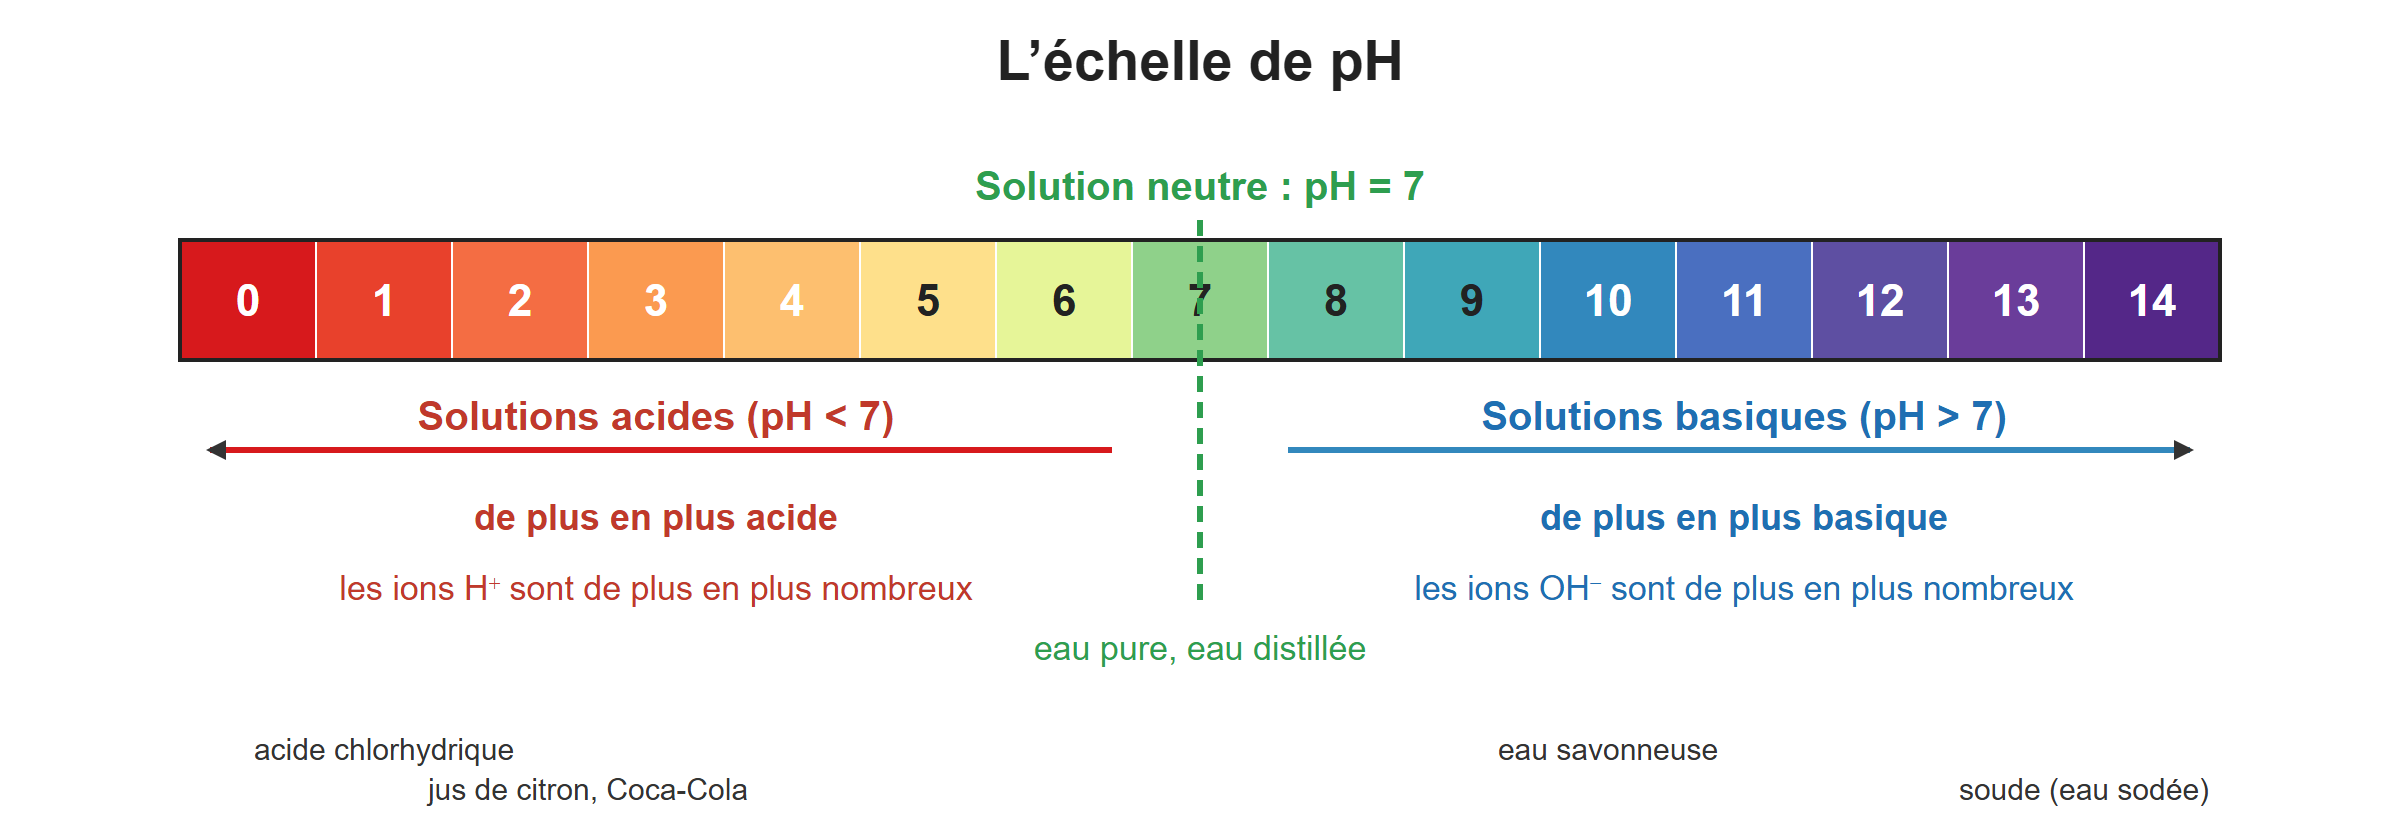 L’échelle de pH
Solution neutre : pH = 7
0 1 2 3 4 5 6 7 8 9 10 11 12 13 14
Solutions acides (pH < 7)
Solutions basiques (pH > 7)
de plus en plus acide
de plus en plus basique
les ions H⁺ sont de plus en plus nombreux
les ions OH⁻ sont de plus en plus nombreux
eau pure, eau distillée
acide chlorhydrique
eau savonneuse
jus de citron, Coca-Cola
soude (eau sodée)